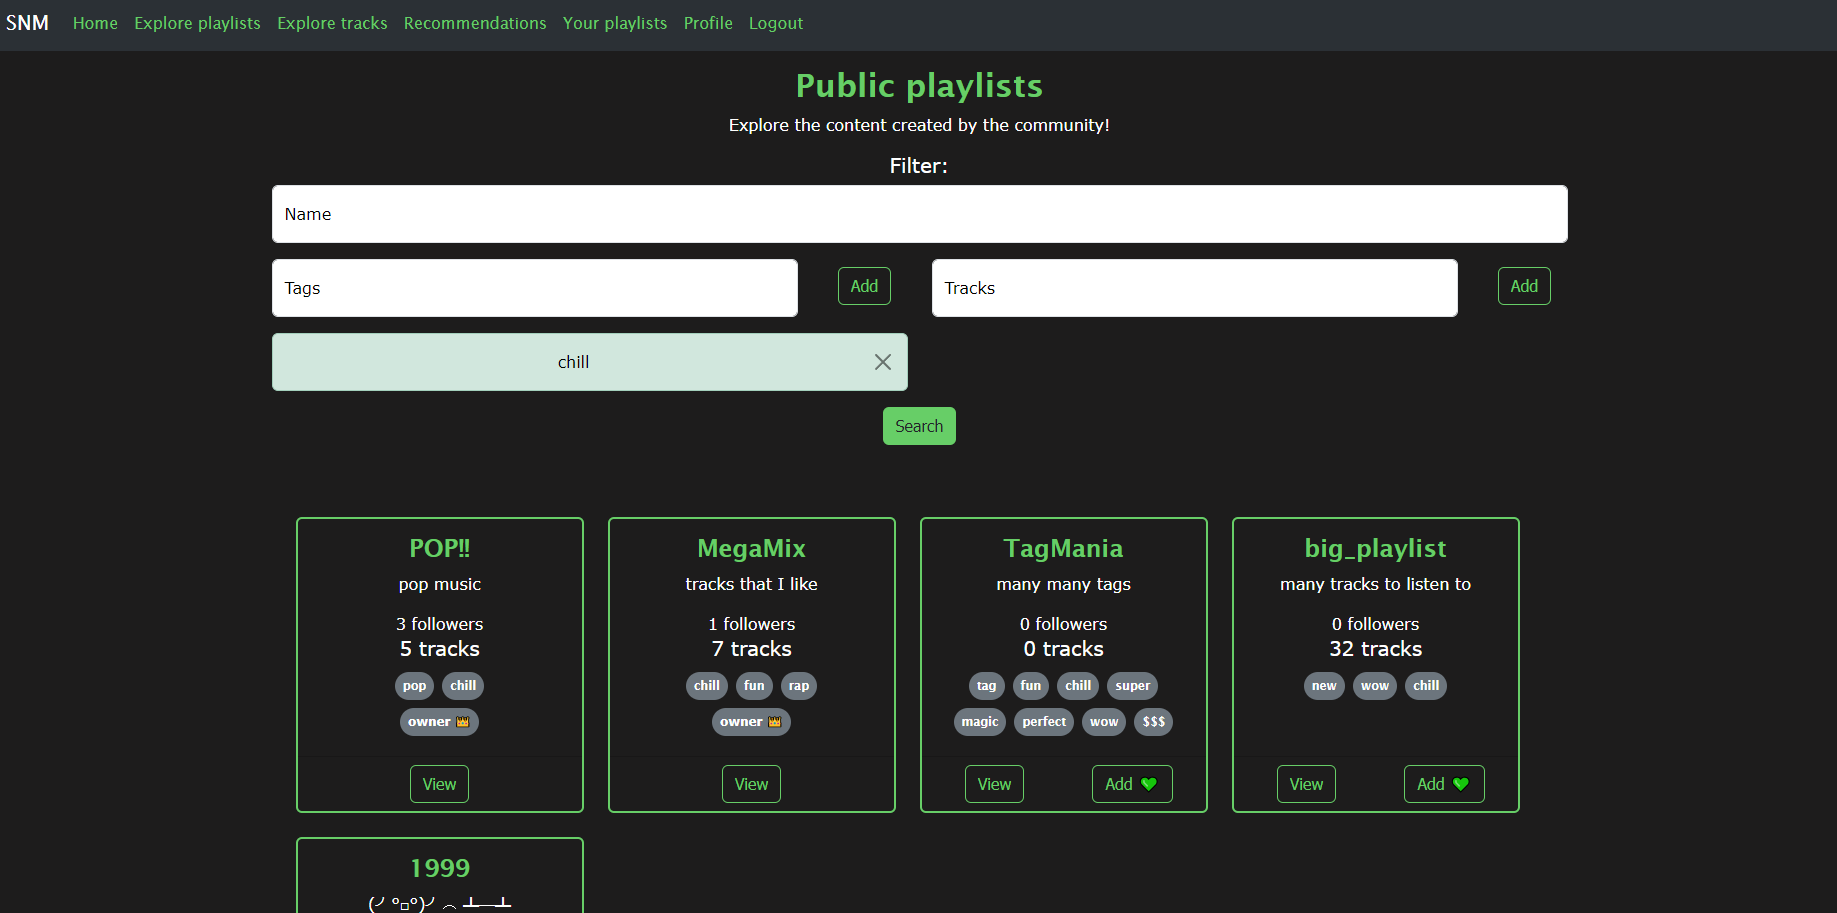 SNM Home Explore playlists Explore tracks Recommendations Your playlists Profile Logout
Public playlists
Explore the content created by the community!
Filter:
Name
Tags Add Tracks Add
chill
Search
POP!!
pop music
3 followers
5 tracks
pop chill
owner 👑
View
MegaMix
tracks that I like
1 followers
7 tracks
chill fun rap
owner 👑
View
TagMania
many many tags
0 followers
0 tracks
tag fun chill super
magic perfect wow $$$
View Add 💚
big_playlist
many tracks to listen to
0 followers
32 tracks
new wow chill
View Add 💚
1999
(╯°□°)╯︵ ┻━┻